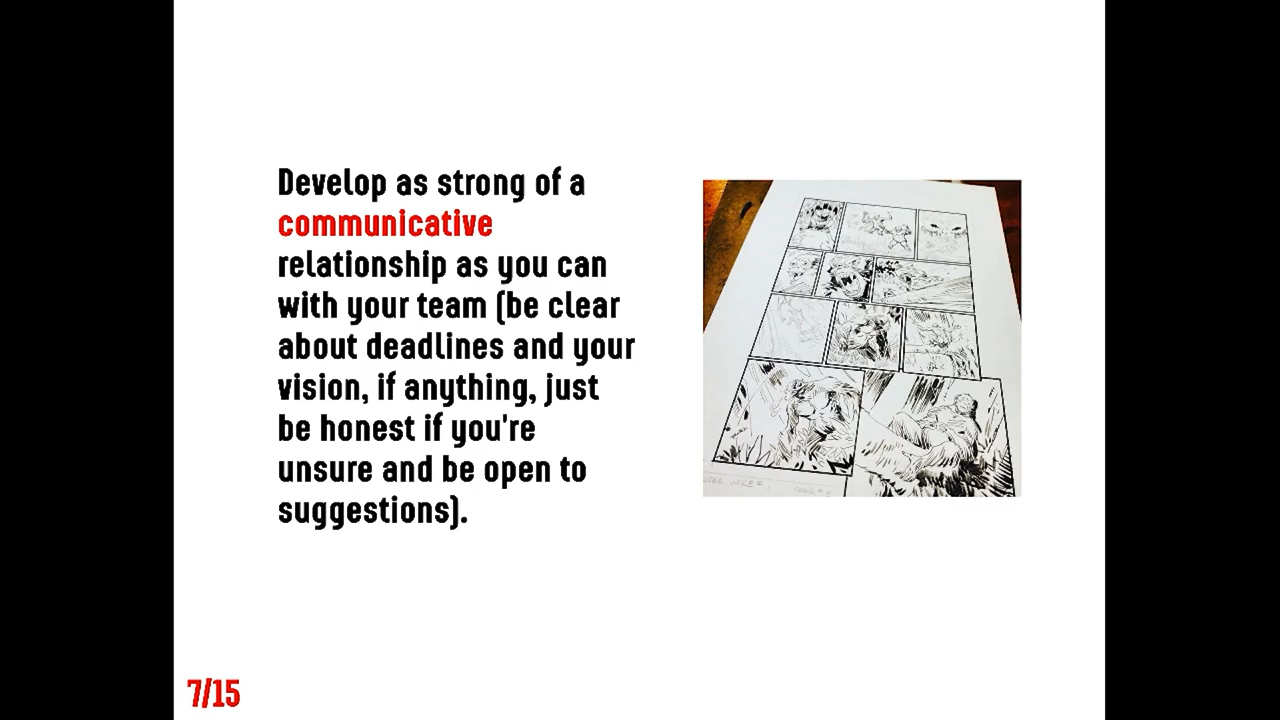 Develop as strong of a
communicative
relationship as you can
with your team (be clear
about deadlines and your
vision, if anything, just
be honest if you're
unsure and be open to
suggestions).
7/15